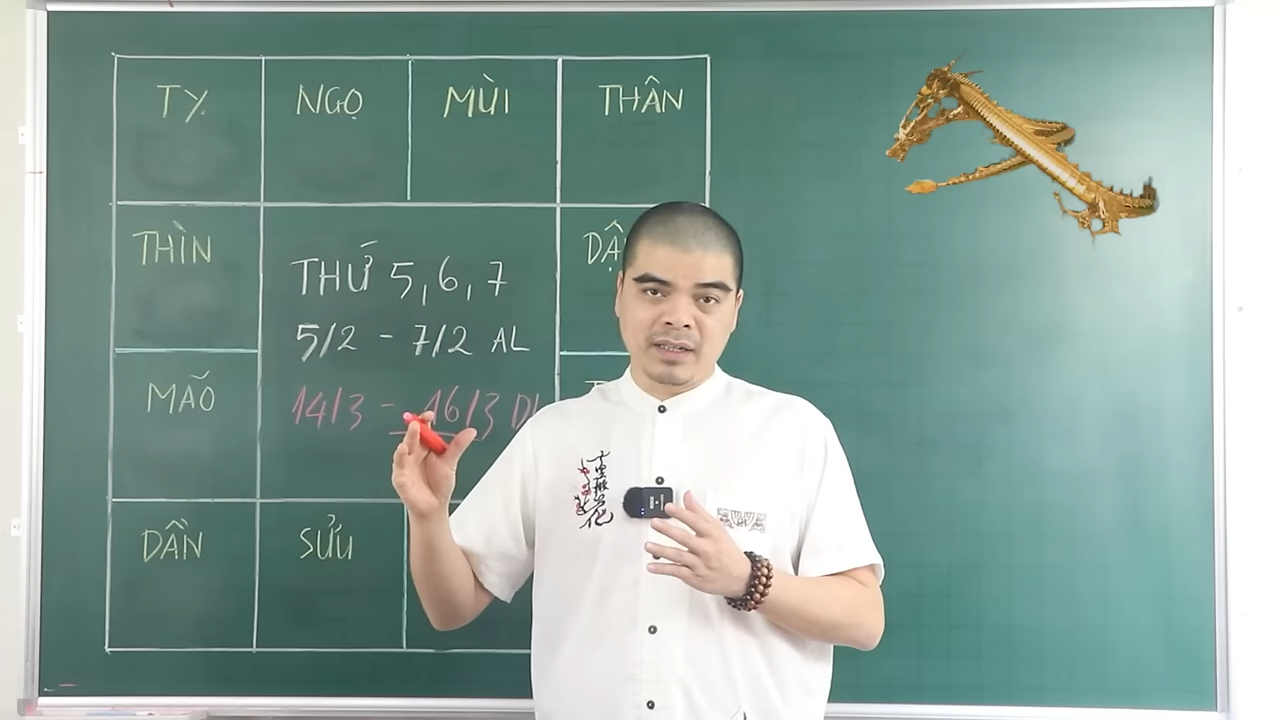 TỴ NGỌ MÙI THÂN
THÌN
THỨ 5, 6, 7
5/2 - 7/2 AL
MÃO
14/3 - 16/3
DẦN SỬU